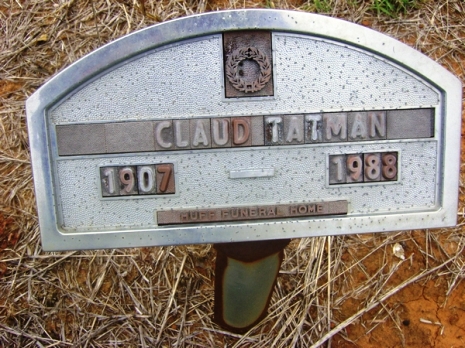 CLAUD TATMAN
1907 1988
HUFF FUNERAL HOME